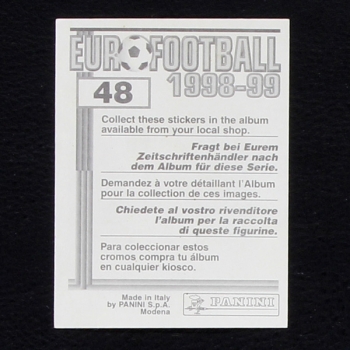 EUROFOOTBALL
1998-99
48
Collect these stickers in the album
available from your local shop.
Fragt bei Eurem
Zeitschriftenhändler nach
dem Album für diese Serie.
Demandez à votre détaillant l'Album
pour la collection de ces images.
Chiedete al vostro rivenditore
l'album per la raccolta
di queste figurine.
Para coleccionar estos
cromos compra tu álbum
en cualquier kiosco.
Made in Italy
by PANINI S.p.A.
Modena
PANINI